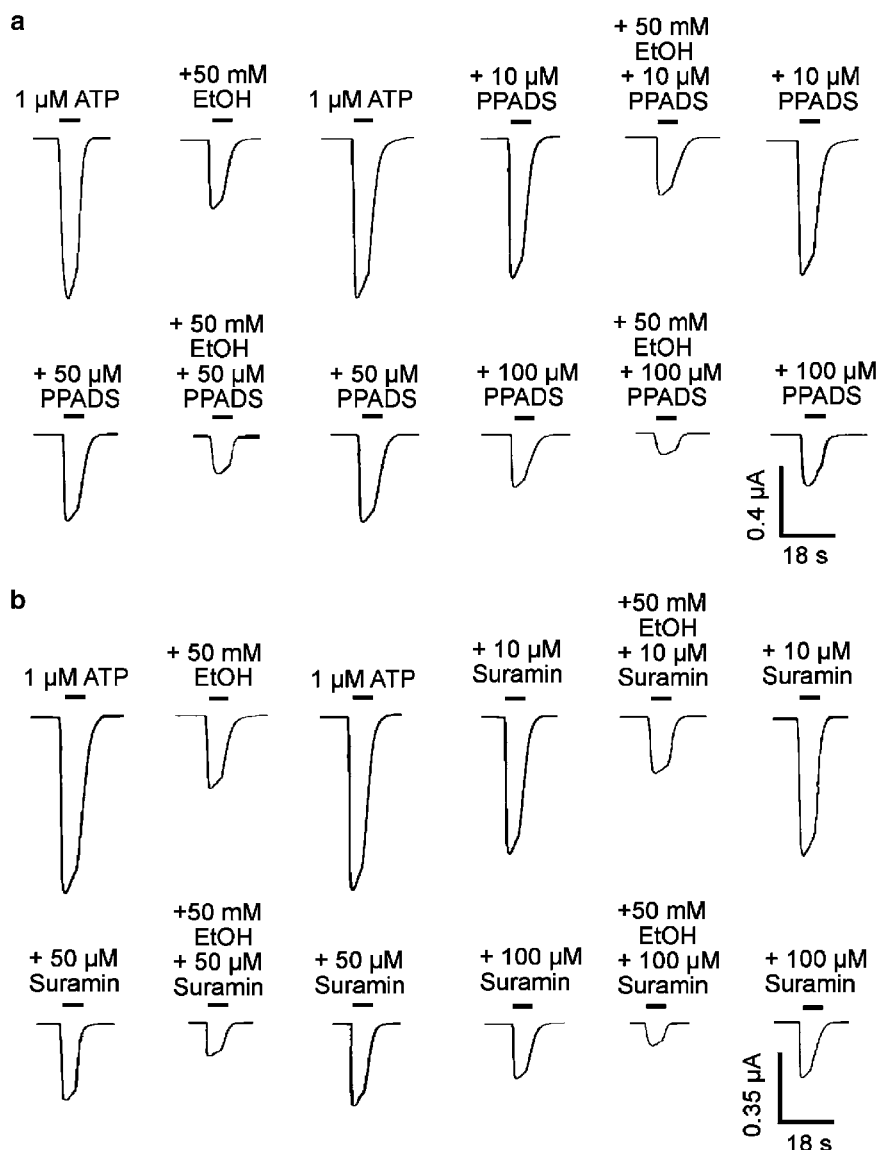 a
1 µM ATP
+50 mM
EtOH
1 µM ATP
+ 10 µM
PPADS
+ 50 mM
EtOH
+ 10 µM
PPADS
+ 10 µM
PPADS
+ 50 µM
PPADS
+ 50 mM
EtOH
+ 50 µM
PPADS
+ 50 µM
PPADS
+ 100 µM
PPADS
+ 50 mM
EtOH
+ 100 µM
PPADS
+ 100 µM
PPADS
0.4 µA
18 s
b
1 µM ATP
+ 50 mM
EtOH
1 µM ATP
+ 10 µM
Suramin
+50 mM
EtOH
+ 10 µM
Suramin
+ 10 µM
Suramin
+ 50 µM
Suramin
+50 mM
EtOH
+ 50 µM
Suramin
+ 50 µM
Suramin
+ 100 µM
Suramin
+50 mM
EtOH
+ 100 µM
Suramin
+ 100 µM
Suramin
0.35 µA
18 s